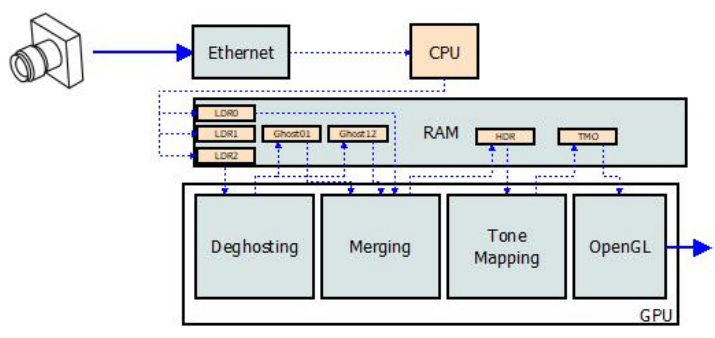 Ethernet
CPU
LDR0
LDR1
Ghost01
Ghost12
RAM
HDR
TMO
LDR2
Deghosting
Merging
Tone
Mapping
OpenGL
GPU